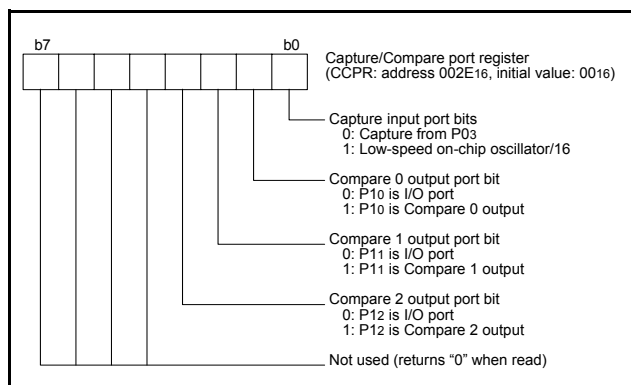 b7 b0
Capture/Compare port register
(CCPR: address 002E16, initial value: 0016)
Capture input port bits
0: Capture from P03
1: Low-speed on-chip oscillator/16
Compare 0 output port bit
0: P10 is I/O port
1: P10 is Compare 0 output
Compare 1 output port bit
0: P11 is I/O port
1: P11 is Compare 1 output
Compare 2 output port bit
0: P12 is I/O port
1: P12 is Compare 2 output
Not used (returns “0” when read)